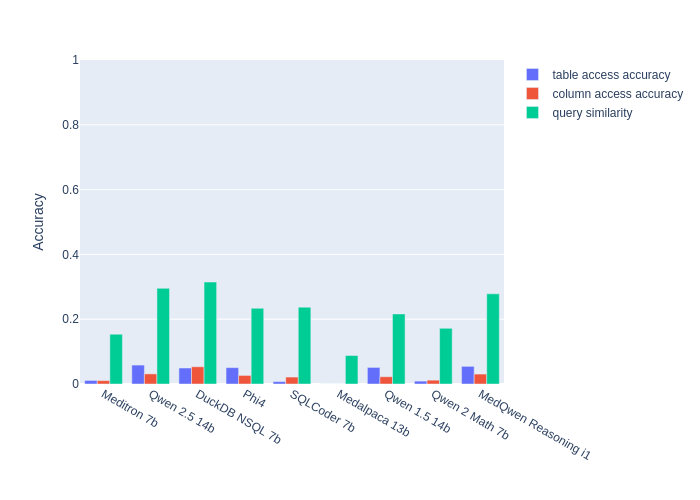 1
0.8
0.6
0.4
0.2
0
Accuracy
Meditron 7b
Qwen 2.5 14b
DuckDB NSQL 7b
Phi4
SQLCoder 7b
Medalpaca 13b
Qwen 1.5 14b
Qwen 2 Math 7b
MedQwen Reasoning i1
table access accuracy
column access accuracy
query similarity